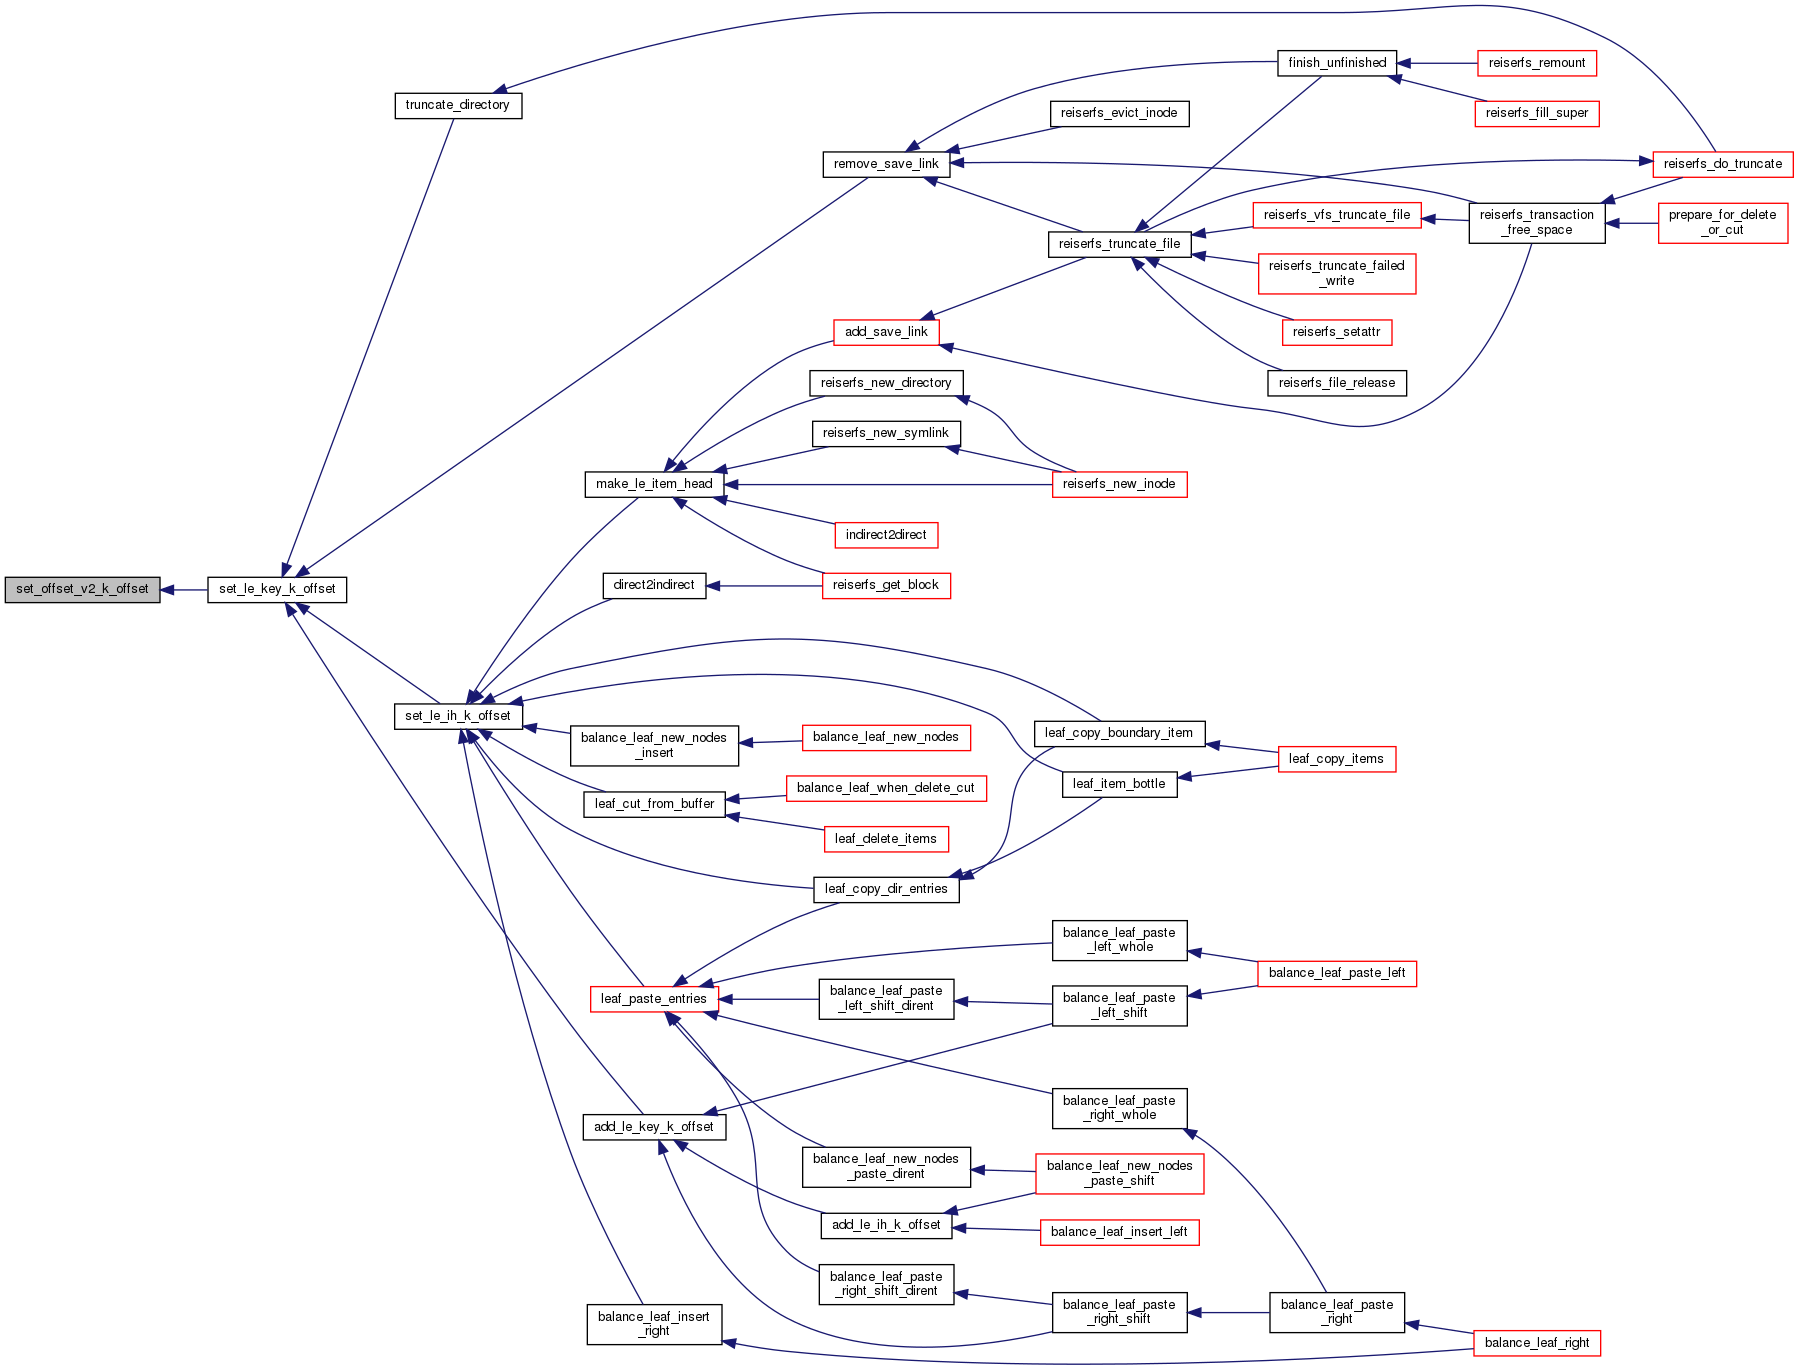 finish_unfinished
reiserfs_remount
truncate_directory
reiserfs_evict_inode
reiserfs_fill_super
remove_save_link
reiserfs_do_truncate
reiserfs_vfs_truncate_file
reiserfs_transaction
_free_space
prepare_for_delete
_or_cut
reiserfs_truncate_file
reiserfs_truncate_failed
_write
add_save_link
reiserfs_setattr
reiserfs_new_directory
reiserfs_file_release
reiserfs_new_symlink
make_le_item_head
reiserfs_new_inode
indirect2direct
set_offset_v2_k_offset
set_le_key_k_offset
direct2indirect
reiserfs_get_block
set_le_ih_k_offset
balance_leaf_new_nodes
_insert
balance_leaf_new_nodes
leaf_copy_boundary_item
leaf_copy_items
leaf_item_bottle
leaf_cut_from_buffer
balance_leaf_when_delete_cut
leaf_delete_items
leaf_copy_dir_entries
balance_leaf_paste
_left_whole
balance_leaf_paste_left
leaf_paste_entries
balance_leaf_paste
_left_shift_dirent
balance_leaf_paste
_left_shift
balance_leaf_paste
_right_whole
add_le_key_k_offset
balance_leaf_new_nodes
_paste_dirent
balance_leaf_new_nodes
_paste_shift
add_le_ih_k_offset
balance_leaf_insert_left
balance_leaf_paste
_right_shift_dirent
balance_leaf_insert
_right
balance_leaf_paste
_right_shift
balance_leaf_paste
_right
balance_leaf_right